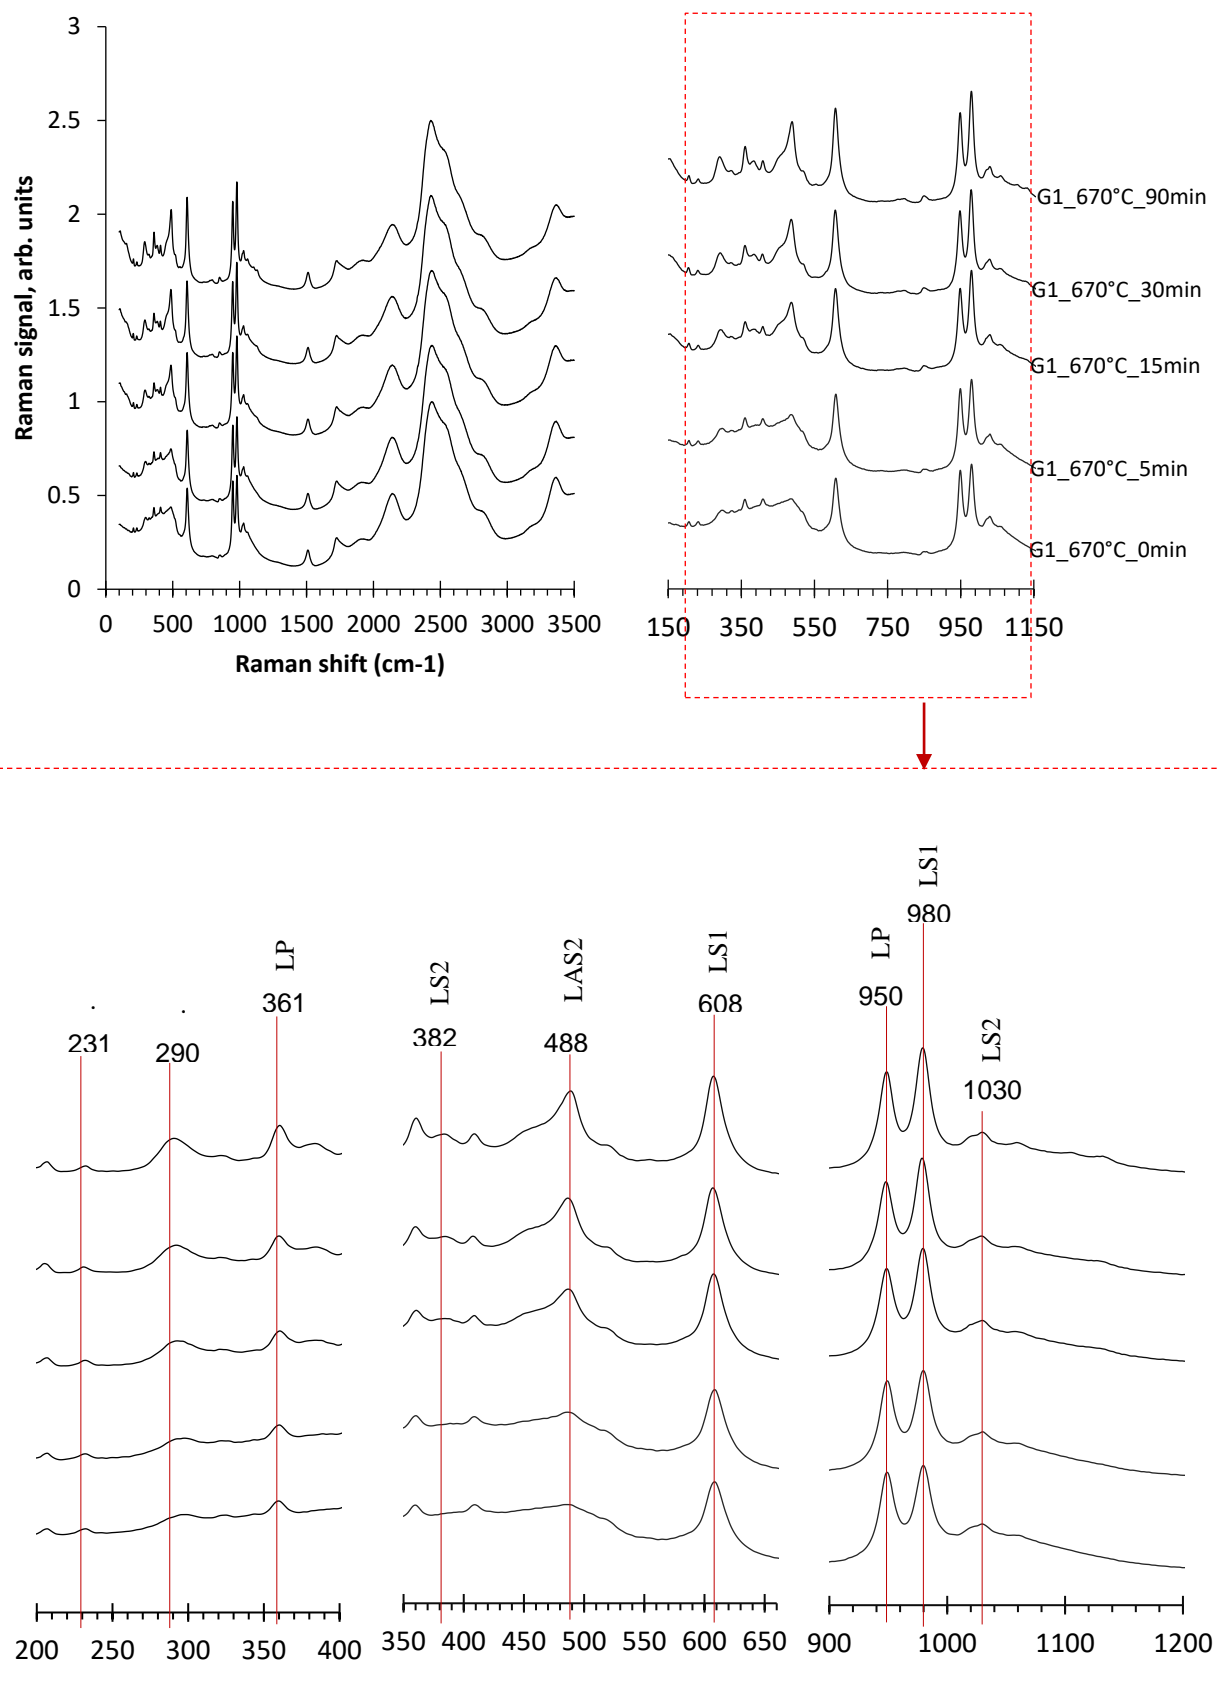 3
2.5
2
1.5
1
0.5
0
Raman signal, arb. units
0 500 1000 1500 2000 2500 3000 3500
Raman shift (cm-1)
G1_670°C_90min
G1_670°C_30min
G1_670°C_15min
G1_670°C_5min
G1_670°C_0min
150 350 550 750 950 1150
231
290
LP
361
LS2
382
LAS2
488
LS1
608
LP
950
LS1
980
LS2
1030
200 250 300 350 400
350 400 450 500 550 600 650
900 1000 1100 1200